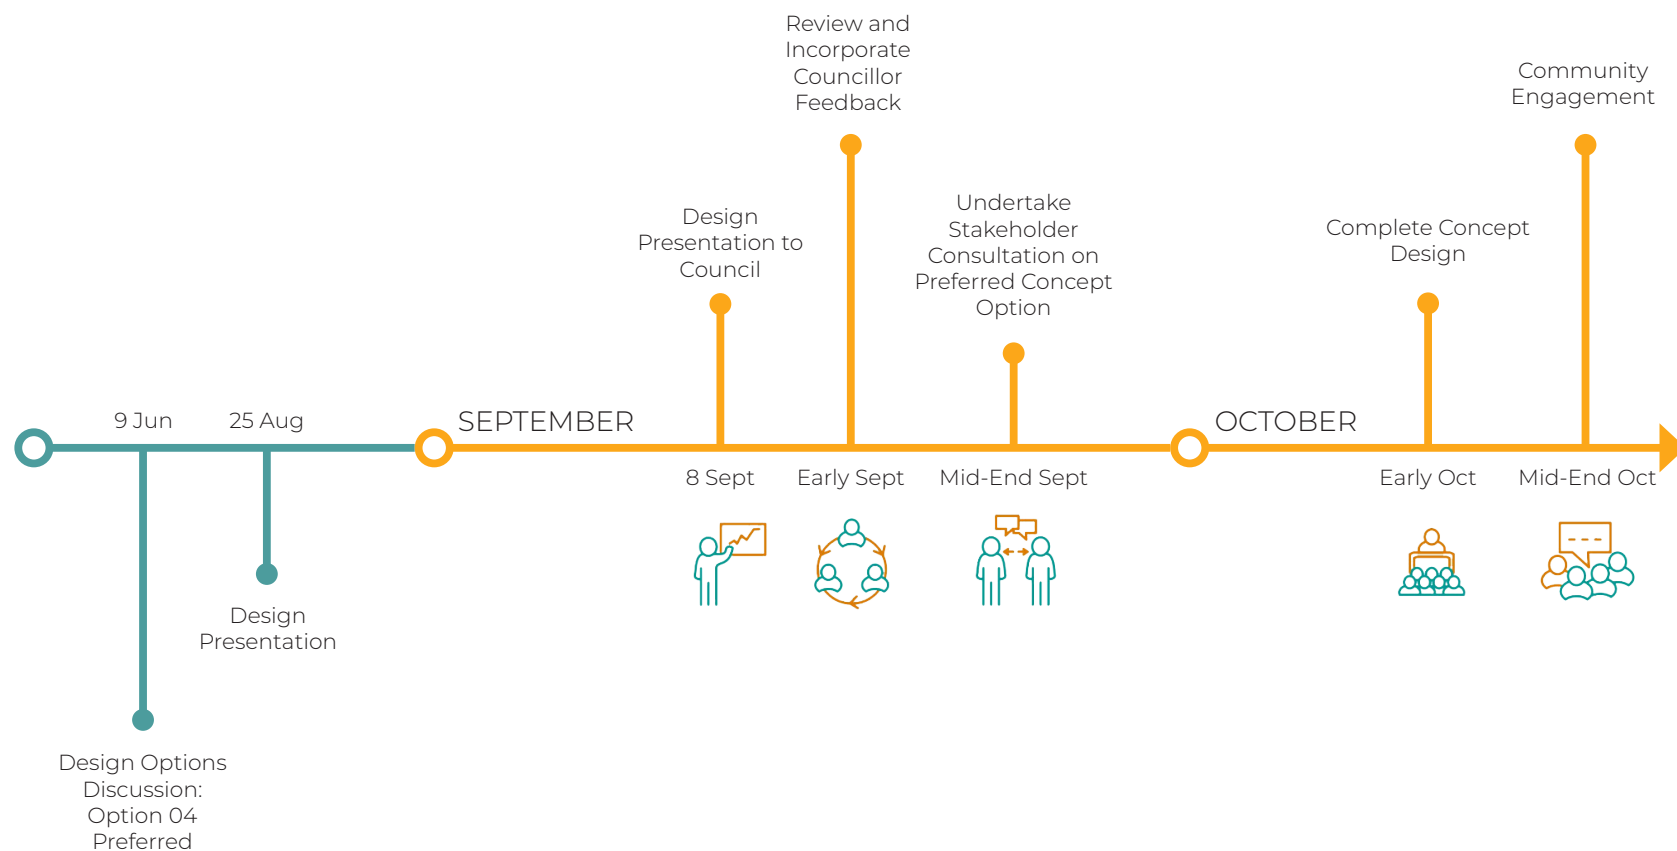 9 Jun
Design Options
Discussion:
Option 04
Preferred
25 Aug
Design
Presentation
SEPTEMBER
Design
Presentation to
Council
8 Sept
Review and
Incorporate
Councillor
Feedback
Early Sept
Undertake
Stakeholder
Consultation on
Preferred Concept
Option
Mid-End Sept
OCTOBER
Complete Concept
Design
Early Oct
Community
Engagement
Mid-End Oct